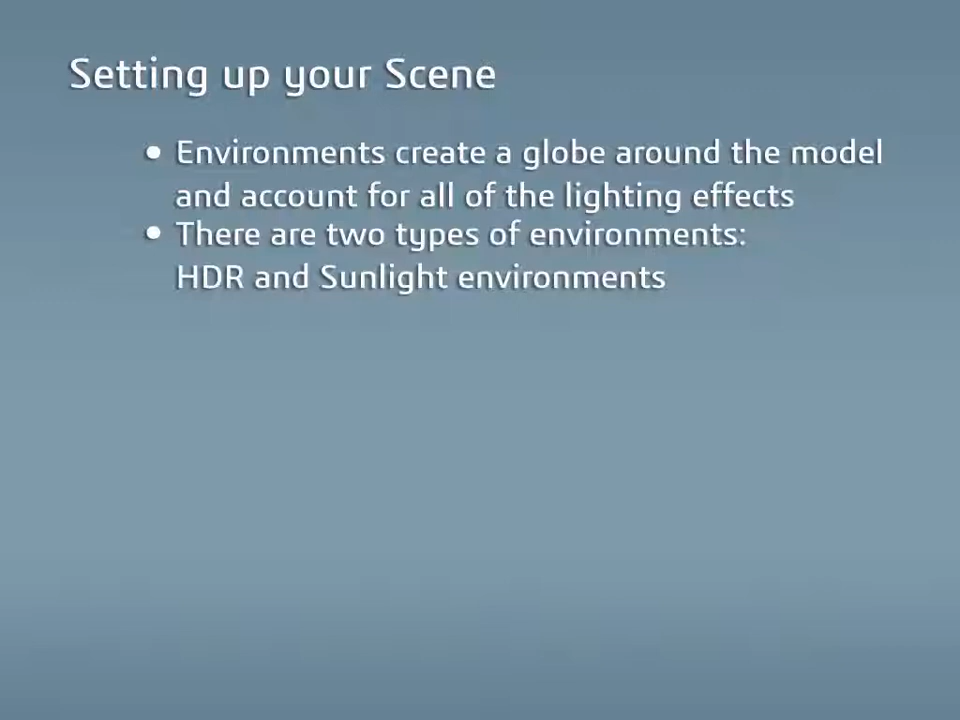 Setting up your Scene
• Environments create a globe around the model
and account for all of the lighting effects
• There are two types of environments:
HDR and Sunlight environments